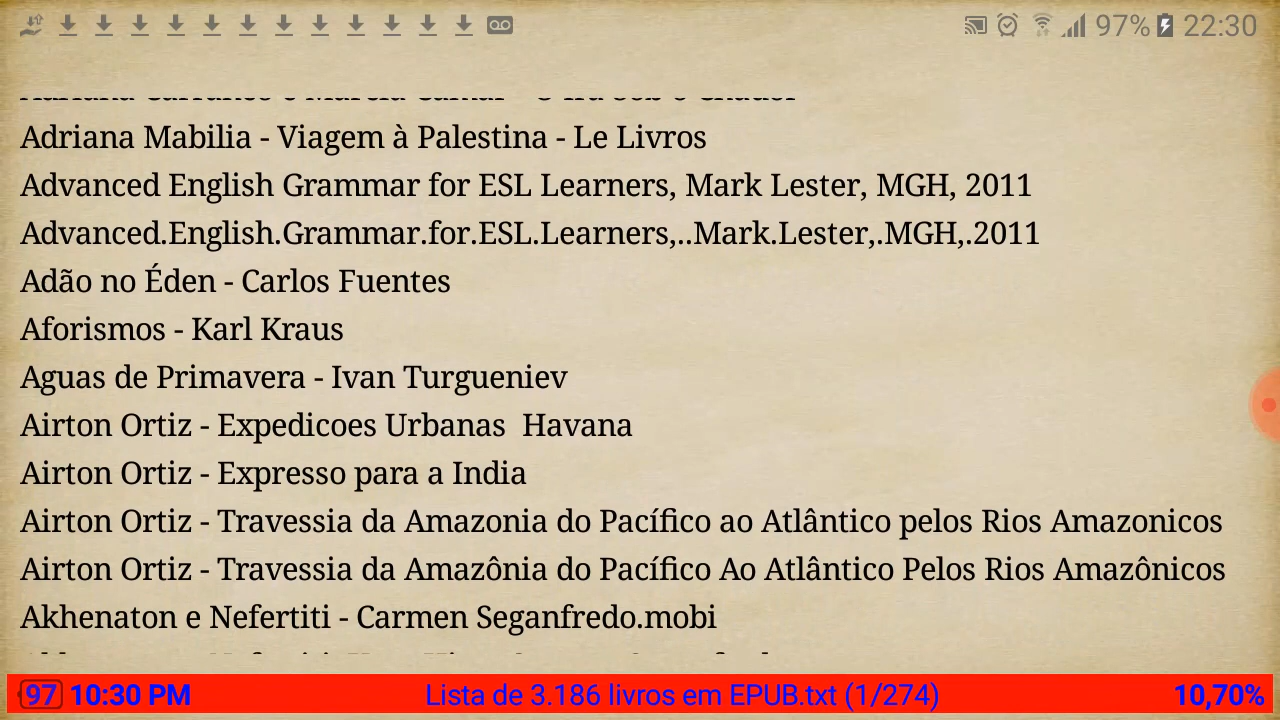 97% 22:30
Adriana Mabilia - Viagem à Palestina - Le Livros
Advanced English Grammar for ESL Learners, Mark Lester, MGH, 2011
Advanced.English.Grammar.for.ESL.Learners,..Mark.Lester,.MGH,.2011
Adão no Éden - Carlos Fuentes
Aforismos - Karl Kraus
Aguas de Primavera - Ivan Turgueniev
Airton Ortiz - Expedicoes Urbanas  Havana
Airton Ortiz - Expresso para a India
Airton Ortiz - Travessia da Amazonia do Pacífico ao Atlântico pelos Rios Amazonicos
Airton Ortiz - Travessia da Amazônia do Pacífico Ao Atlântico Pelos Rios Amazônicos
Akhenaton e Nefertiti - Carmen Seganfredo.mobi
97 10:30 PM Lista de 3.186 livros em EPUB.txt (1/274) 10,70%